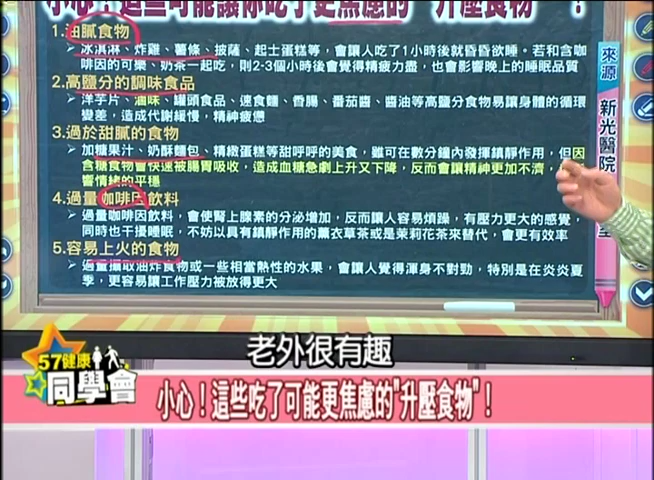 小心！這些可能讓你吃了更焦慮的"升壓食物"！
1.油膩食物
➢ 冰淇淋、炸雞、薯條、披薩、起士蛋糕等，會讓人吃了1小時後就昏昏欲睡。若和含咖
啡因的可樂、奶茶一起吃，則2-3個小時後會覺得精疲力盡，也會影響晚上的睡眠品質
2.高鹽分的調味食品
➢ 洋芋片、滷味、罐頭食品、速食麵、香腸、番茄醬、醬油等高鹽分食物易讓身體的循環
變差，造成代謝緩慢，精神疲憊
3.過於甜膩的食物
➢ 加糖果汁、奶酥麵包、精緻蛋糕等甜呼呼的美食，雖可在數分鐘內發揮鎮靜作用，但因
含糖食物會快速被腸胃吸收，造成血糖急劇上升又下降，反而會讓精神更加不濟，
響情緒的平穩
4.過量咖啡因飲料
➢ 過量咖啡因飲料，會使腎上腺素的分泌增加，反而讓人容易煩躁，有壓力更大的感覺，
同時也干擾睡眠，不妨以具有鎮靜作用的薰衣草茶或是茉莉花茶來替代，會更有效率
5.容易上火的食物
➢ 過量攝取油炸食物或一些相當熱性的水果，會讓人覺得渾身不對勁，特別是在炎炎夏
季，更容易讓工作壓力被放得更大
來源
新光醫院
老外很有趣
57健康
同學會
小心！這些吃了可能更焦慮的"升壓食物"！